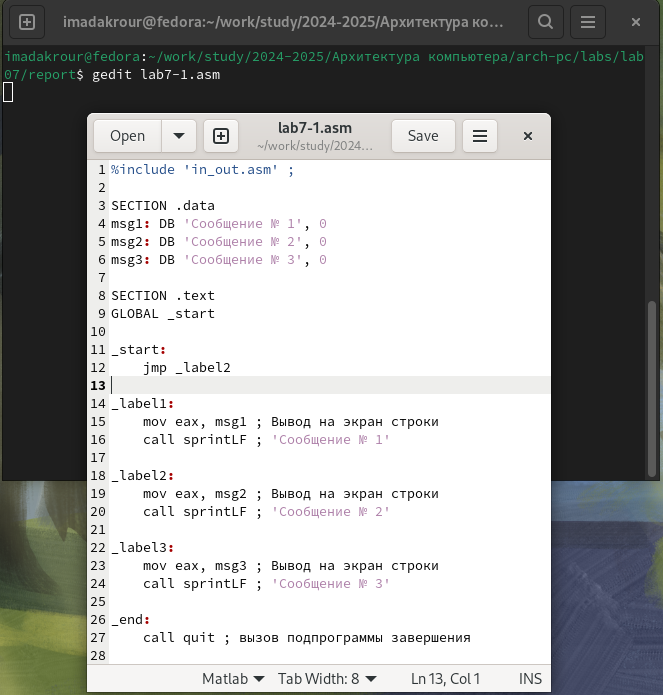 imadakrour@fedora:~/work/study/2024-2025/Архитектура ко...
imadakrour@fedora:~/work/study/2024-2025/Архитектура компьютера/arch-pc/labs/lab
07/report$ gedit lab7-1.asm
Open
lab7-1.asm
~/work/study/2024...
Save
1 %include 'in_out.asm' ;
2
3 SECTION .data
4 msg1: DB 'Сообщение № 1', 0
5 msg2: DB 'Сообщение № 2', 0
6 msg3: DB 'Сообщение № 3', 0
7
8 SECTION .text
9 GLOBAL _start
10
11 _start:
12 jmp _label2
13
14 _label1:
15 mov eax, msg1 ; Вывод на экран строки
16 call sprintLF ; 'Сообщение № 1'
17
18 _label2:
19 mov eax, msg2 ; Вывод на экран строки
20 call sprintLF ; 'Сообщение № 2'
21
22 _label3:
23 mov eax, msg3 ; Вывод на экран строки
24 call sprintLF ; 'Сообщение № 3'
25
26 _end:
27 call quit ; вызов подпрограммы завершения
28
Matlab Tab Width: 8 Ln 13, Col 1 INS